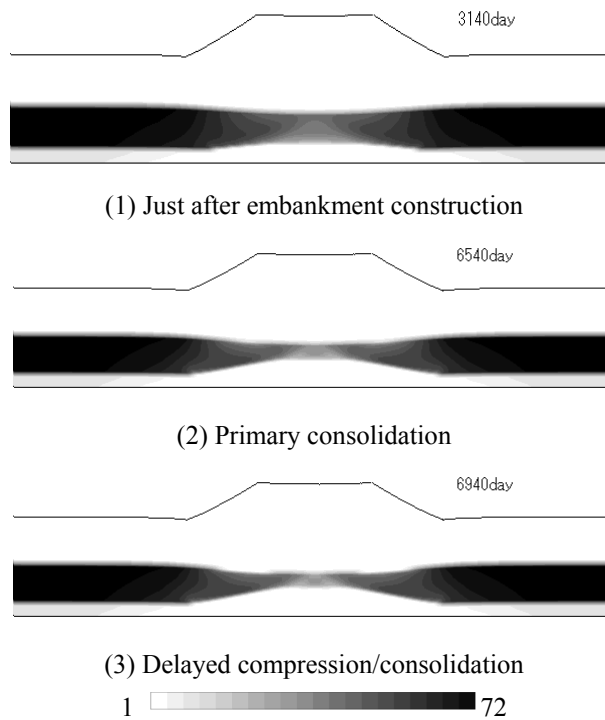 3140day
(1) Just after embankment construction
6540day
(2) Primary consolidation
6940day
(3) Delayed compression/consolidation
1 72